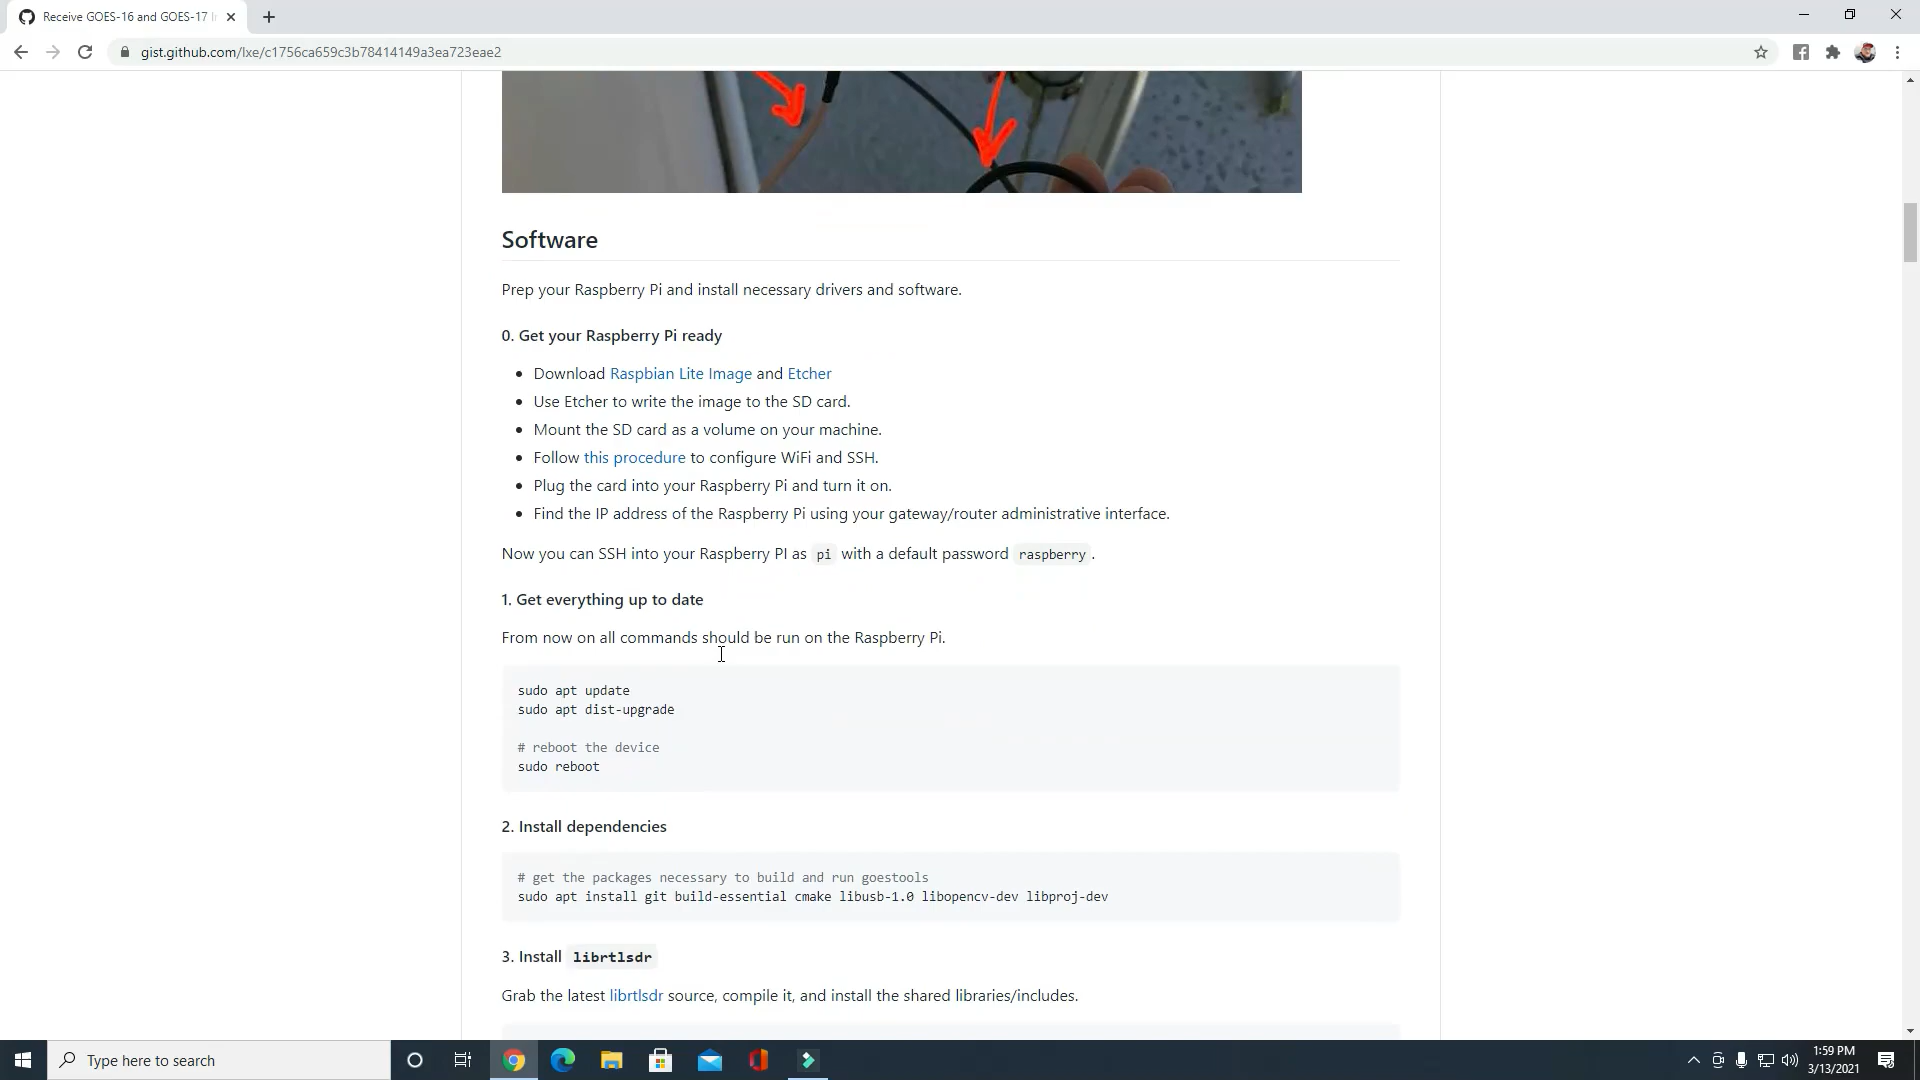 Receive GOES-16 and GOES-17 I
gist.github.com/lxe/c1756ca659c3b78414149a3ea723eae2
Software
Prep your Raspberry Pi and install necessary drivers and software.
0. Get your Raspberry Pi ready
Download Raspbian Lite Image and Etcher
Use Etcher to write the image to the SD card.
Mount the SD card as a volume on your machine.
Follow this procedure to configure WiFi and SSH.
Plug the card into your Raspberry Pi and turn it on.
Find the IP address of the Raspberry Pi using your gateway/router administrative interface.
Now you can SSH into your Raspberry PI as pi with a default password raspberry.
1. Get everything up to date
From now on all commands should be run on the Raspberry Pi.
sudo apt update
sudo apt dist-upgrade
# reboot the device
sudo reboot
2. Install dependencies
# get the packages necessary to build and run goestools
sudo apt install git build-essential cmake libusb-1.0 libopencv-dev libproj-dev
3. Install librtlsdr
Grab the latest librtlsdr source, compile it, and install the shared libraries/includes.
Type here to search
1:59 PM
3/13/2021